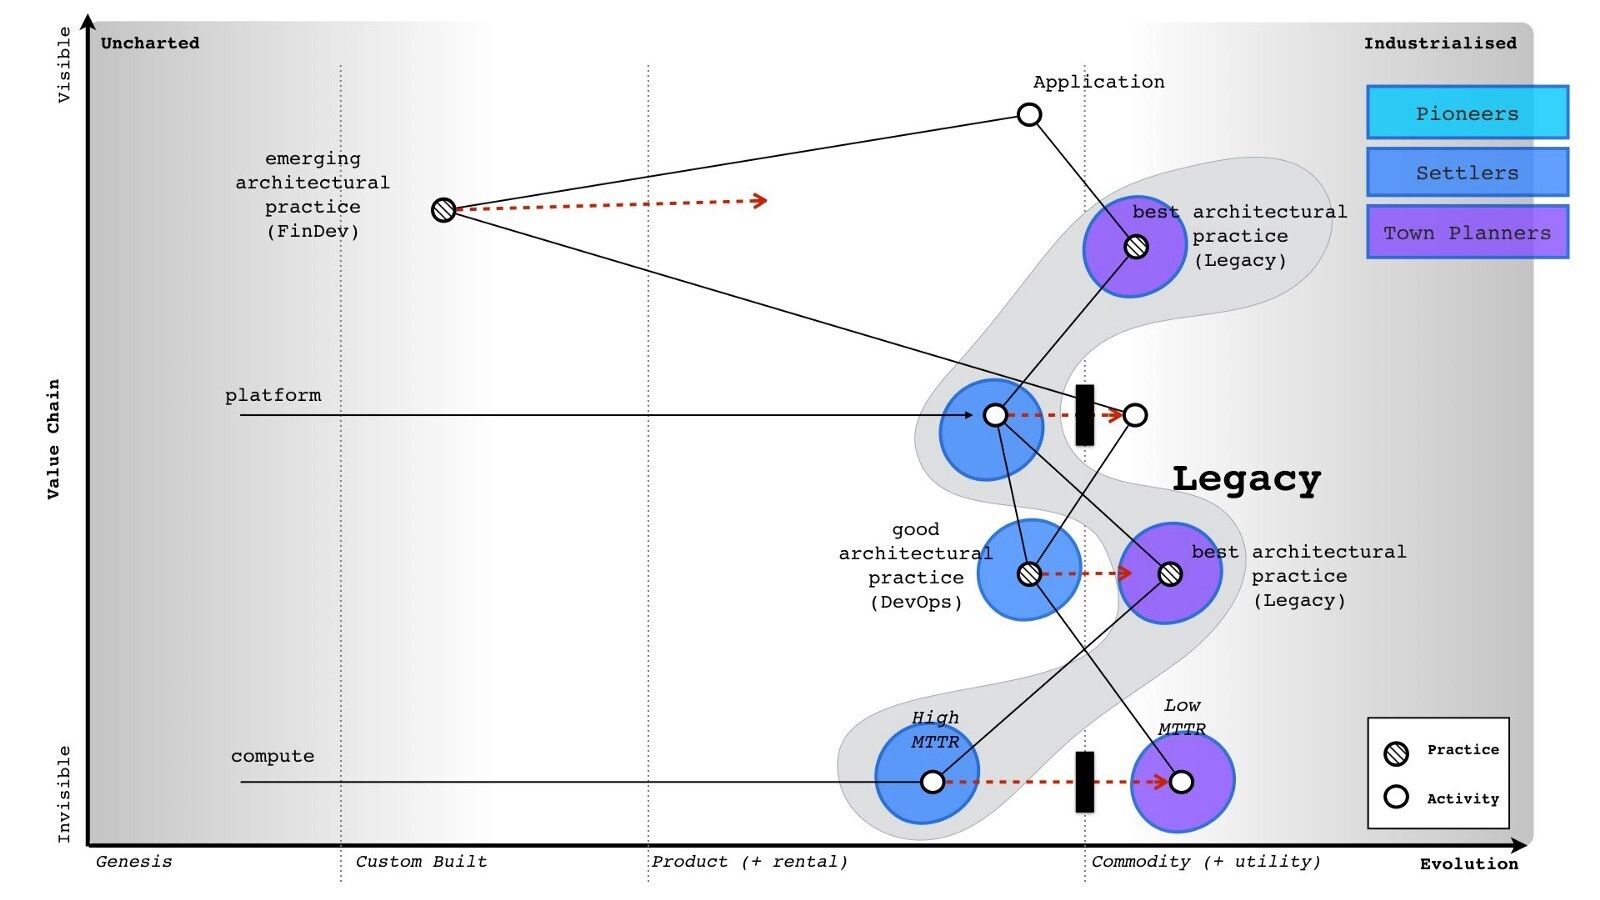 Visible
Uncharted
Industrialised
Application
Pioneers
Settlers
Town Planners
emerging
architectural
practice
(FinDev)
best architectural
practice
(Legacy)
platform
Value Chain
Legacy
good
architectural
practice
(DevOps)
best architectural
practice
(Legacy)
High
MTTR
Low
MTTR
compute
Invisible
Practice
Activity
Genesis
Custom Built
Product (+ rental)
Commodity (+ utility)
Evolution